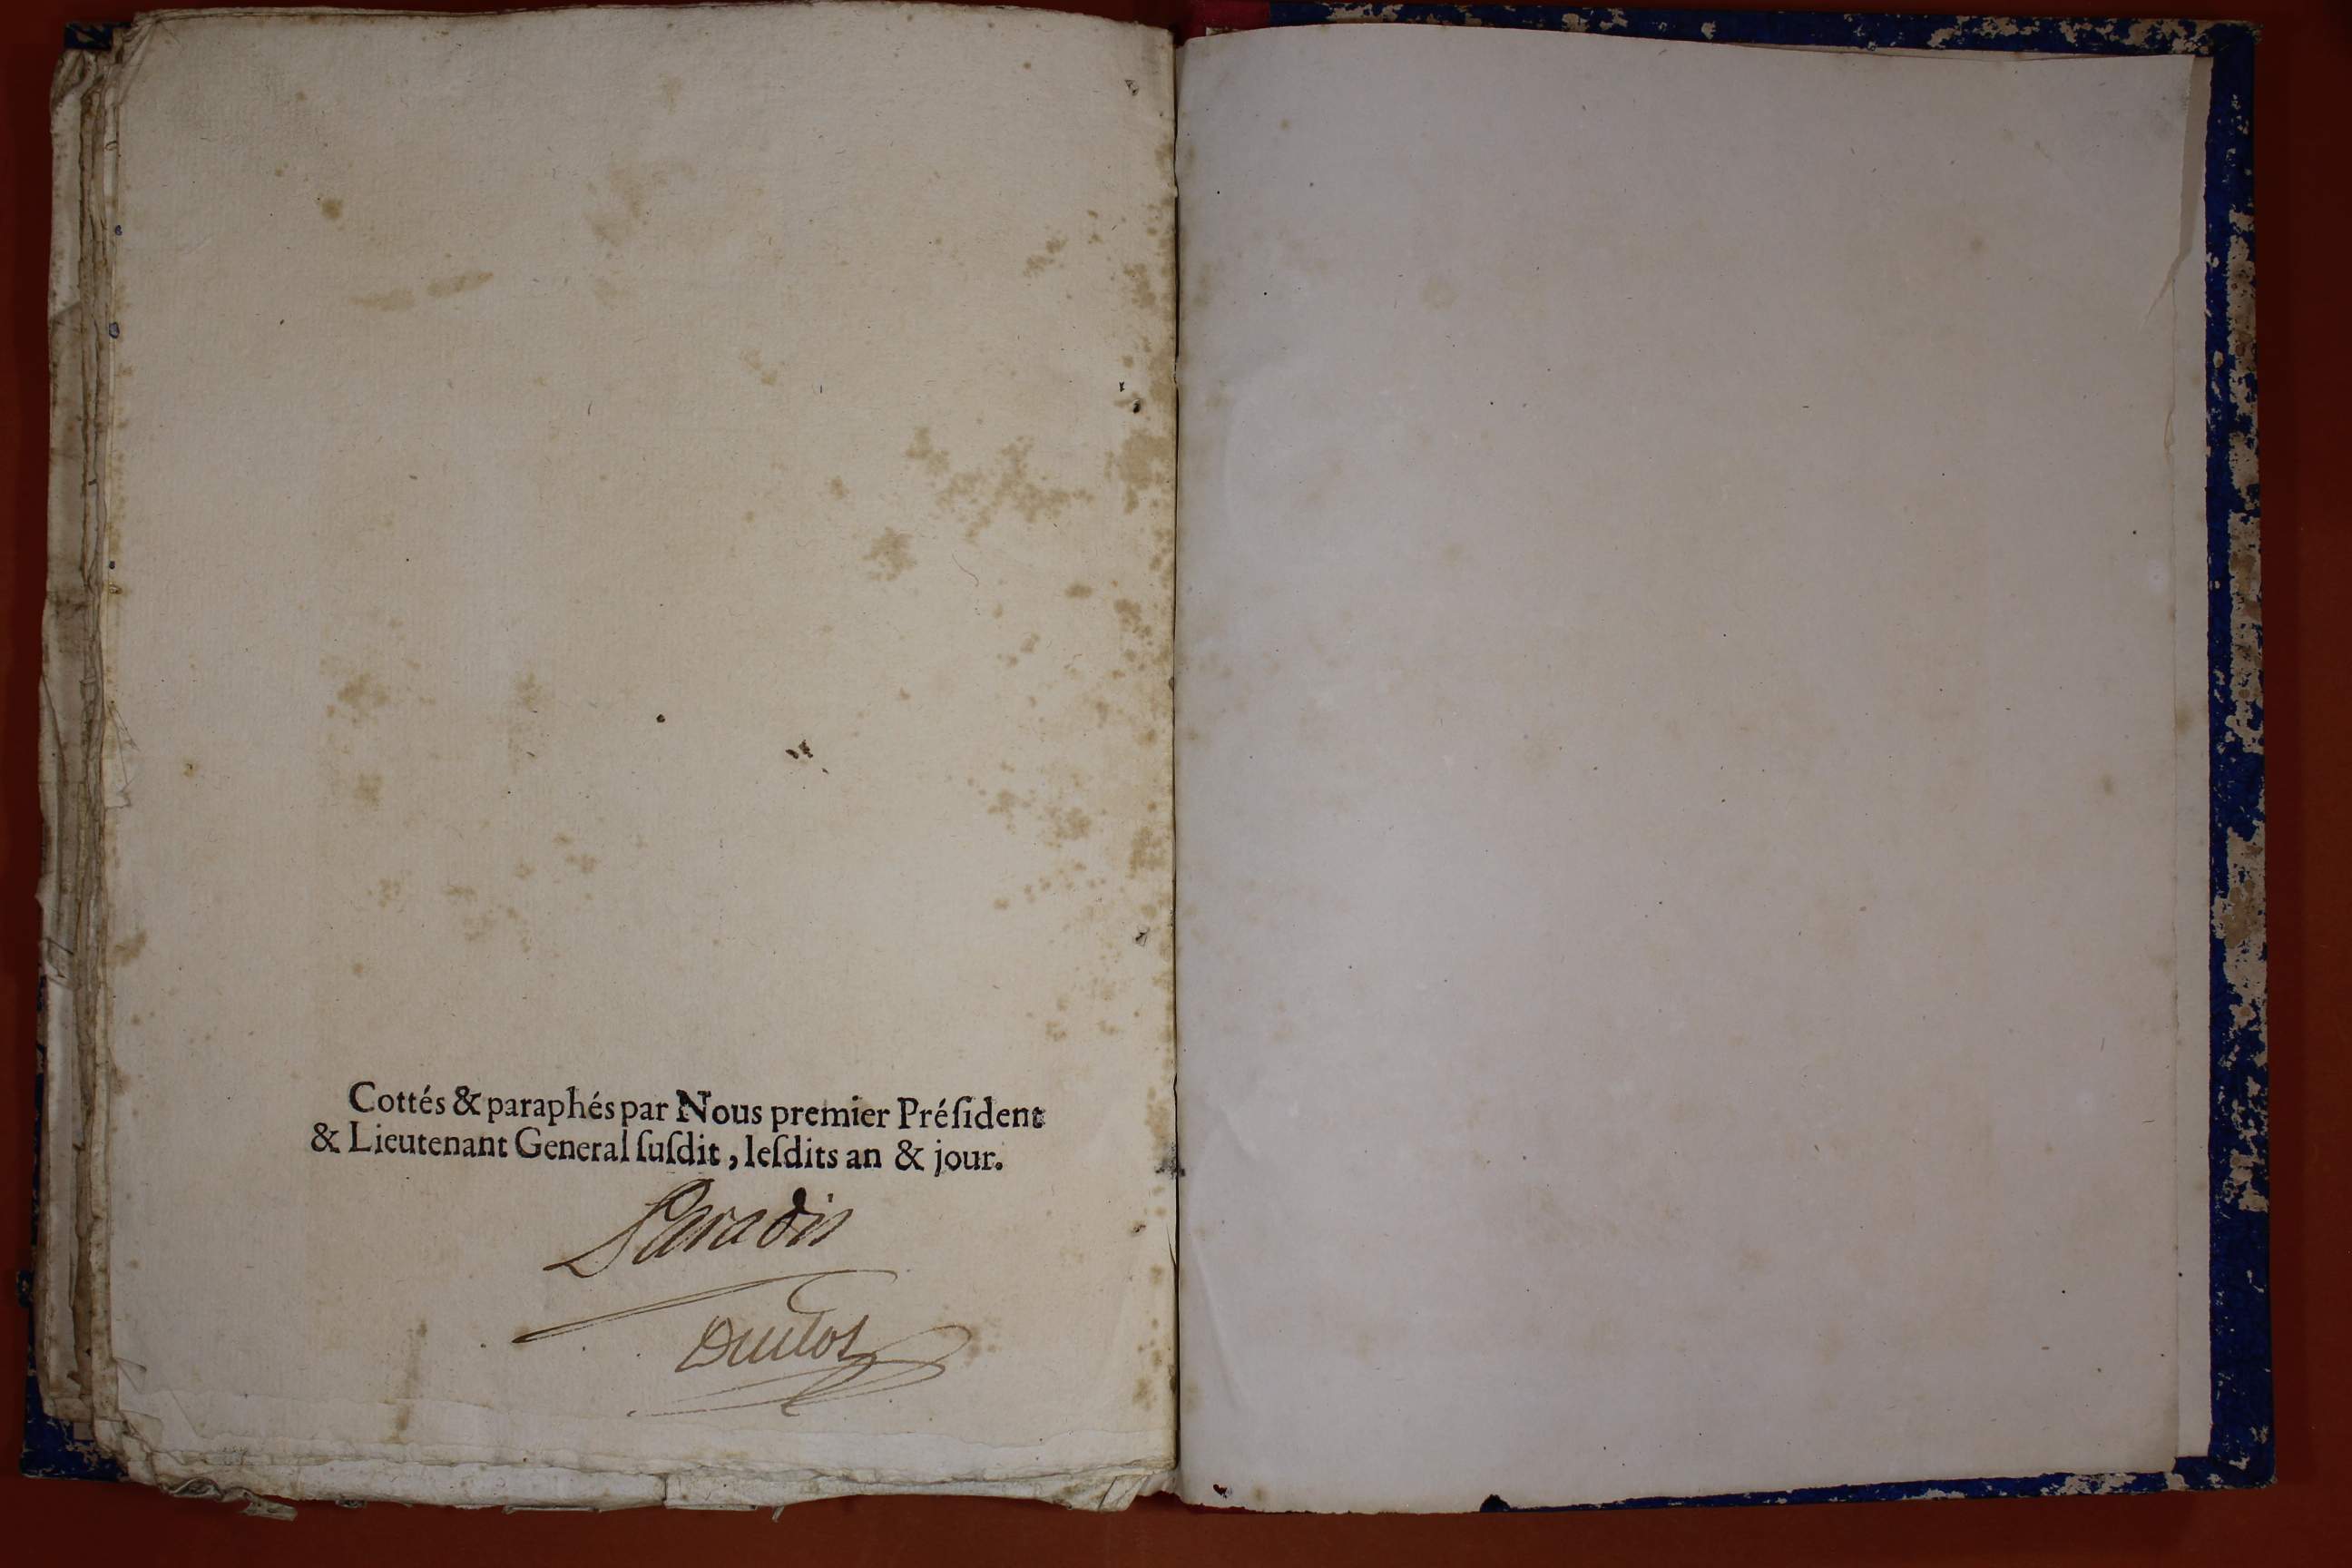 Cottés & paraphés par Nous premier Préſident
& Lieutenant General ſuſdit, leſdits an & jour.
Paradis
Duclos